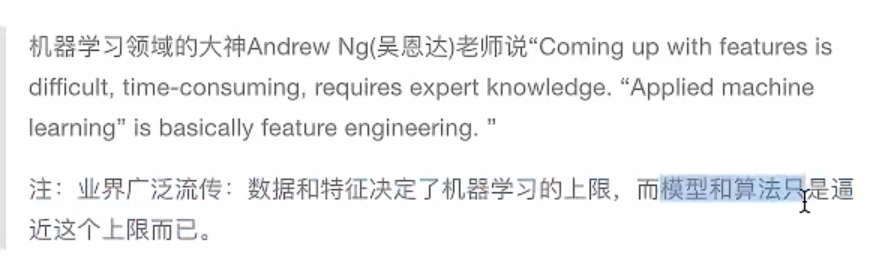 机器学习领域的大神Andrew Ng(吴恩达)老师说“Coming up with features is
difficult, time-consuming, requires expert knowledge. “Applied machine
learning” is basically feature engineering. ”
注：业界广泛流传：数据和特征决定了机器学习的上限，而模型和算法只是逼
近这个上限而已。